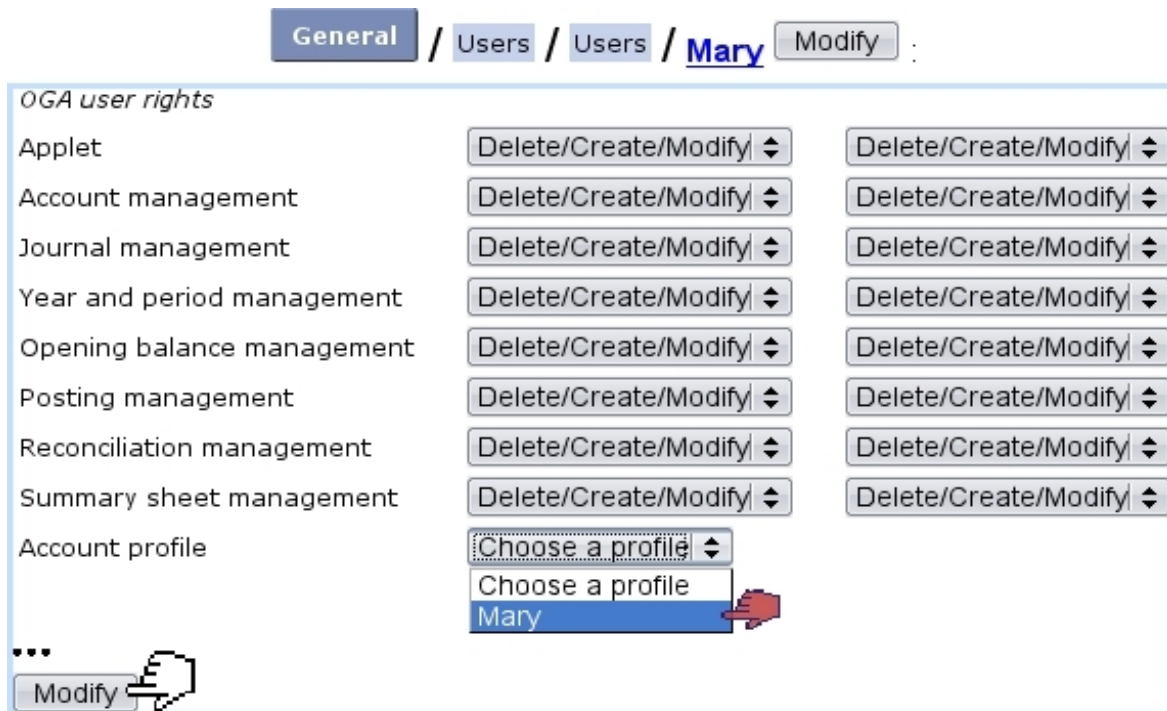 General / Users / Users / Mary Modify :
OGA user rights
Applet Delete/Create/Modify Delete/Create/Modify
Account management Delete/Create/Modify Delete/Create/Modify
Journal management Delete/Create/Modify Delete/Create/Modify
Year and period management Delete/Create/Modify Delete/Create/Modify
Opening balance management Delete/Create/Modify Delete/Create/Modify
Posting management Delete/Create/Modify Delete/Create/Modify
Reconciliation management Delete/Create/Modify Delete/Create/Modify
Summary sheet management Delete/Create/Modify Delete/Create/Modify
Account profile Choose a profile
Choose a profile
Mary
...
Modify